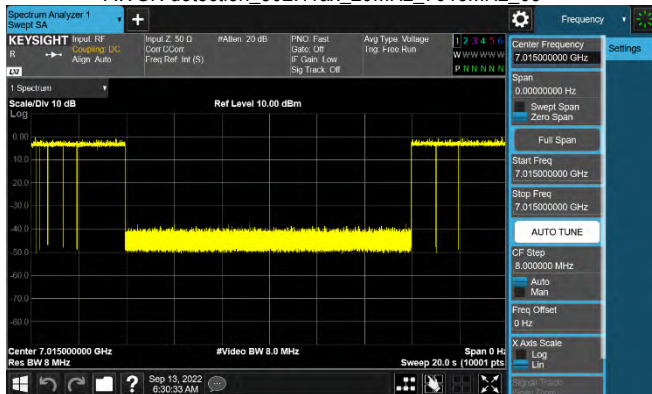 Spectrum Analyzer 1
Swept SA
+
Frequency
KEYSIGHT
R
LXI
Input: RF
Coupling: DC
Align: Auto
Input Z: 50 Ω
Corr CCorr
Freq Ref: Int (S)
#Atten: 20 dB
PNO: Fast
Gate: Off
IF Gain: Low
Sig Track: Off
Avg Type: Voltage
Trig: Free Run
1 2 3 4 5 6
W W W W W W
P N N N N N
1 Spectrum
Scale/Div 10 dB
Ref Level 10.00 dBm
Log
0.00
-10.0
-20.0
-30.0
-40.0
-50.0
-60.0
-70.0
-80.0
Center 7.015000000 GHz
Res BW 8 MHz
#Video BW 8.0 MHz
Span 0 Hz
Sweep 20.0 s (10001 pts
Sep 13, 2022
6:30:33 AM
?
Center Frequency
7.015000000 GHz
Settings
Span
0.00000000 Hz
Swept Span
Zero Span
Full Span
Start Freq
7.015000000 GHz
Stop Freq
7.015000000 GHz
AUTO TUNE
CF Step
8.000000 MHz
Auto
Man
Freq Offset
0 Hz
X Axis Scale
Log
Lin